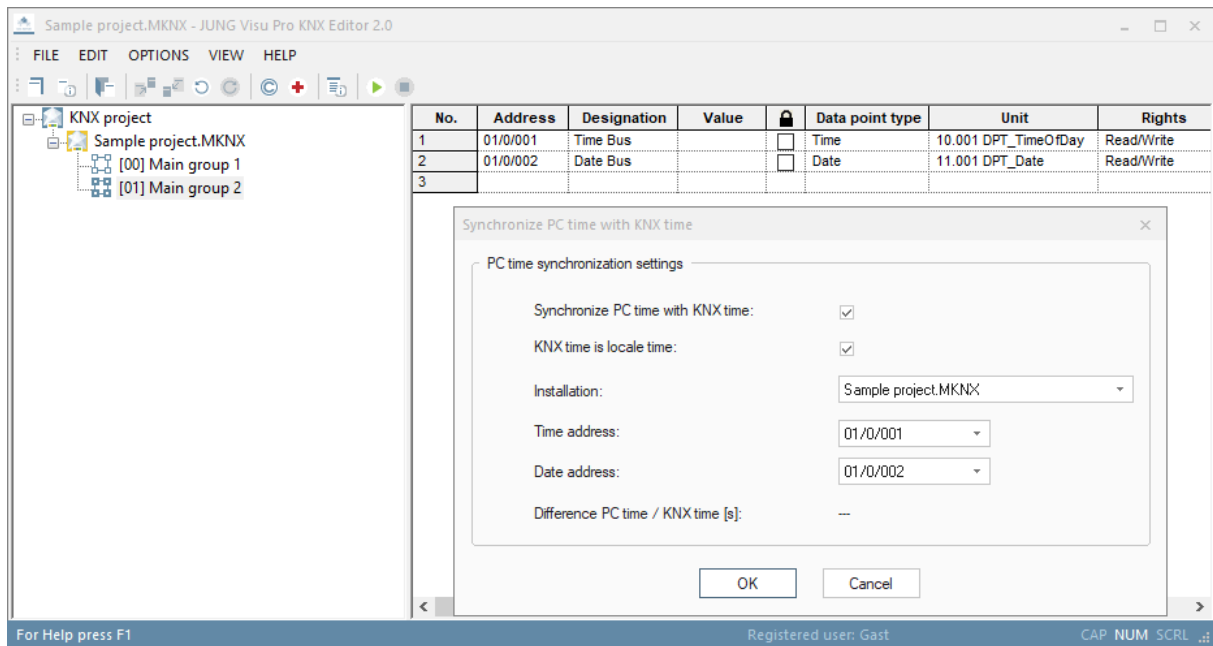 Sample project.MKNX - JUNG Visu Pro KNX Editor 2.0
FILE EDIT OPTIONS VIEW HELP
KNX project
Sample project.MKNX
[00] Main group 1
[01] Main group 2
No. Address Designation Value Data point type Unit Rights
1 01/0/001 Time Bus Time 10.001 DPT_TimeOfDay Read/Write
2 01/0/002 Date Bus Date 11.001 DPT_Date Read/Write
3
Synchronize PC time with KNX time
PC time synchronization settings
Synchronize PC time with KNX time:
KNX time is locale time:
Installation: Sample project.MKNX
Time address: 01/0/001
Date address: 01/0/002
Difference PC time / KNX time [s]: ---
OK Cancel
For Help press F1 Registered user: Gast CAP NUM SCRL